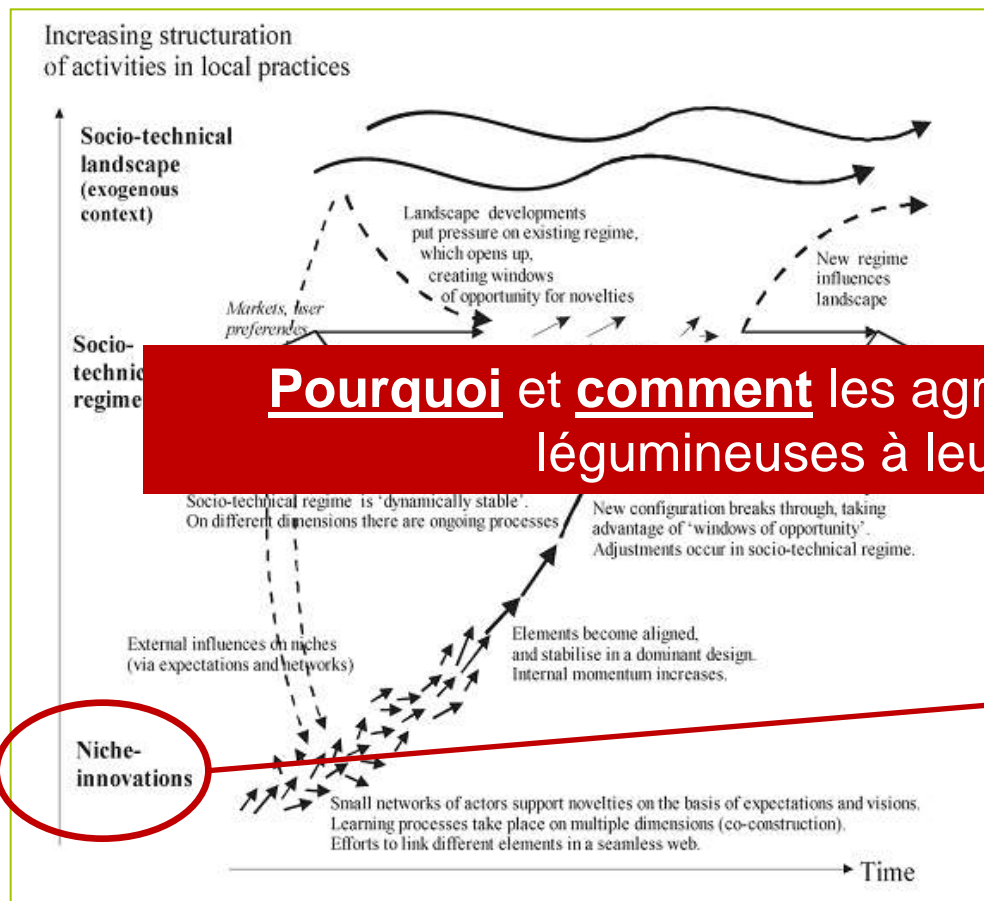 Increasing structuration
of activities in local practices
Socio-technical
landscape
(exogenous
context)
Landscape developments
put pressure on existing regime,
which opens up,
creating windows
of opportunity for novelties
New regime
influences
landscape
Markets, user
preferences
Socio-
technic
regime
Pourquoi et comment les agr
légumineuses à leu
Socio-technical regime is ‘dynamically stable’.
On different dimensions there are ongoing processes
New configuration breaks through, taking
advantage of ‘windows of opportunity’.
Adjustments occur in socio-technical regime.
External influences on niches
(via expectations and networks)
Elements become aligned,
and stabilise in a dominant design.
Internal momentum increases.
Niche-
innovations
Small networks of actors support novelties on the basis of expectations and visions.
Learning processes take place on multiple dimensions (co-construction).
Efforts to link different elements in a seamless web.
Time